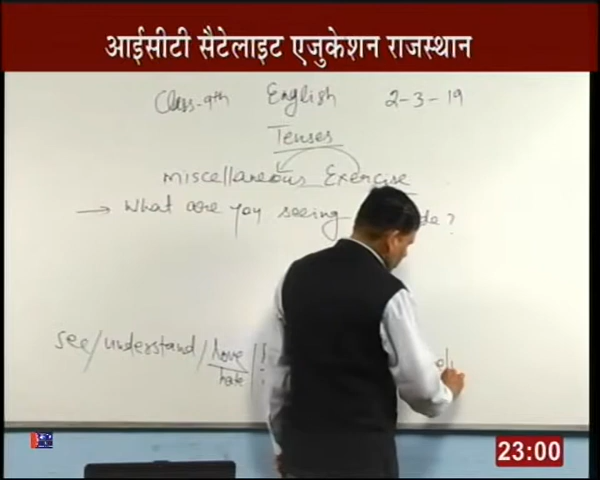 आईसीटी सैटेलाइट एजुकेशन राजस्थान
Class-9th English 2-3-19
Tenses
Miscellaneous Exercise
→ What are you seeing ?
see/understand/have/
hate
23:00